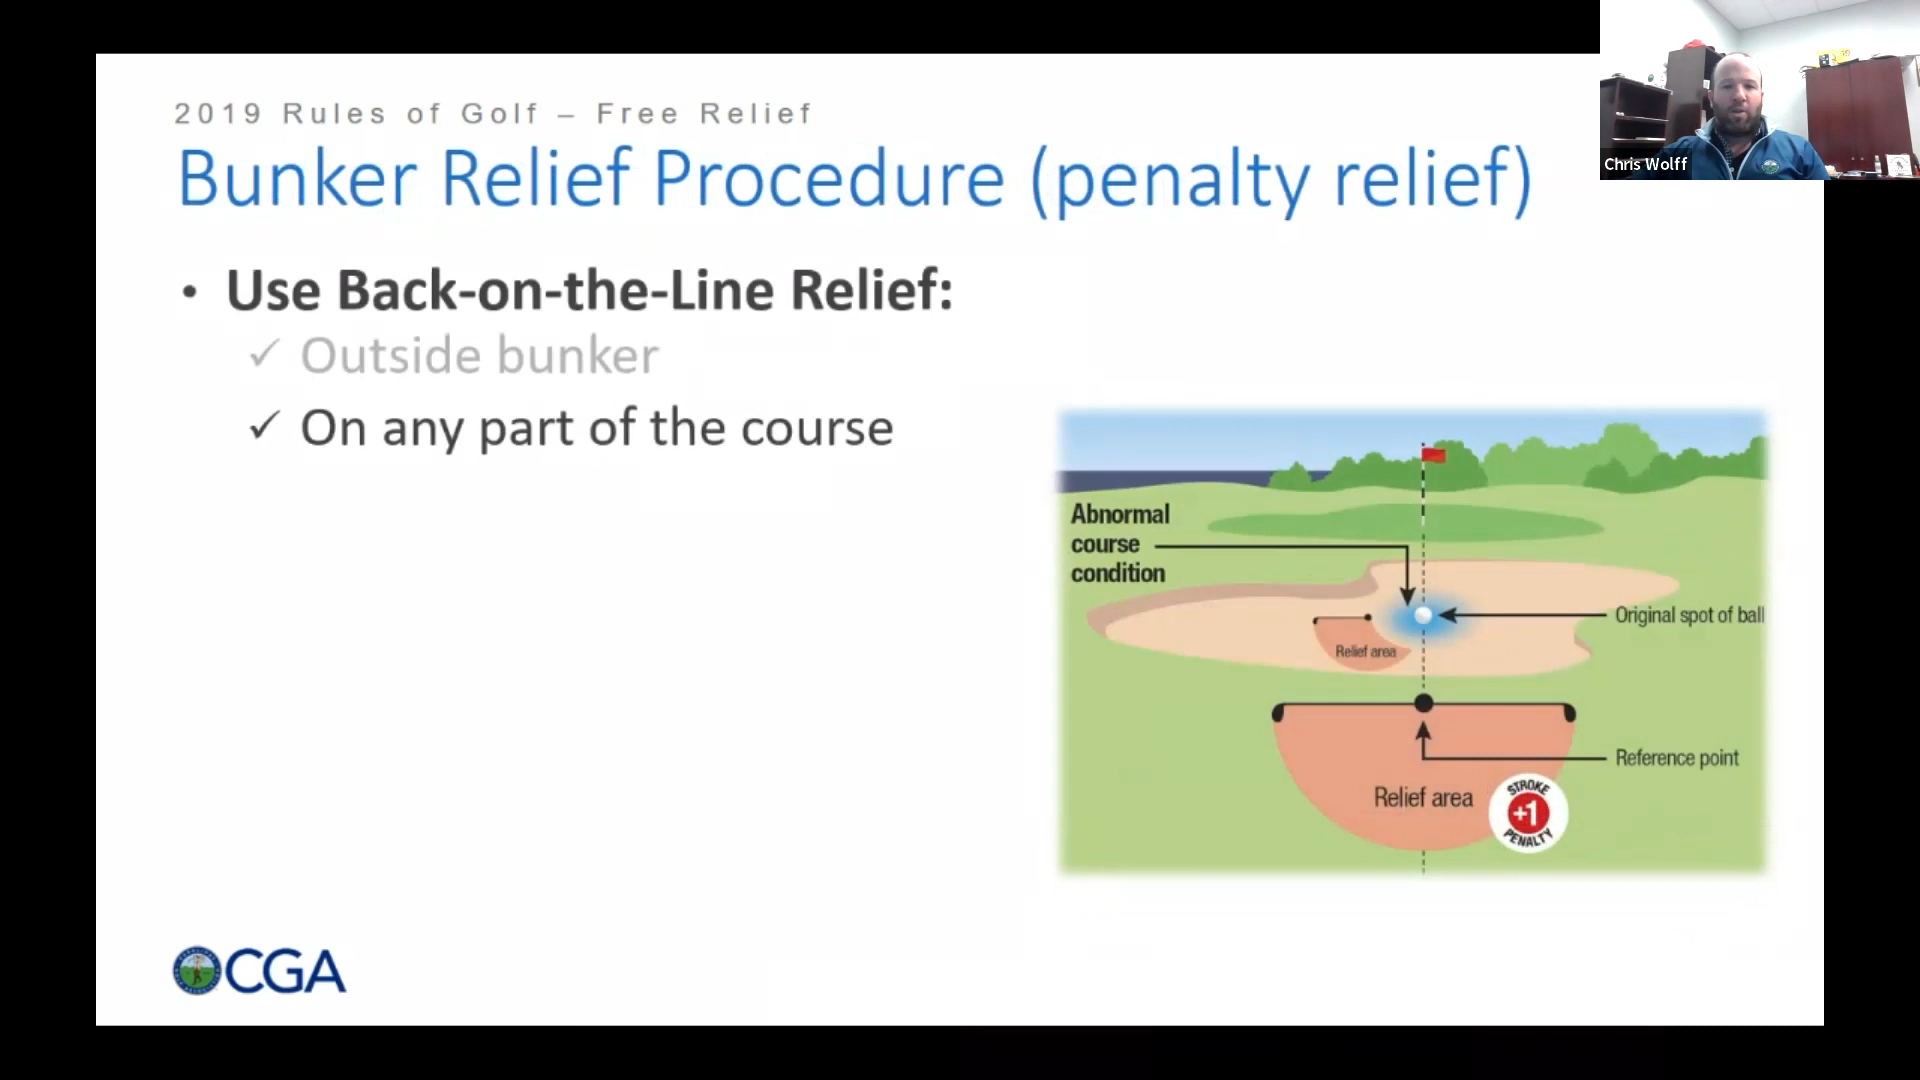 2019 Rules of Golf – Free Relief
Bunker Relief Procedure (penalty relief)
Chris Wolff
• Use Back-on-the-Line Relief:
✓ Outside bunker
✓ On any part of the course
Abnormal
course
condition
Original spot of ball
Relief area
Reference point
Relief area
STROKE
+1
PENALTY
CGA